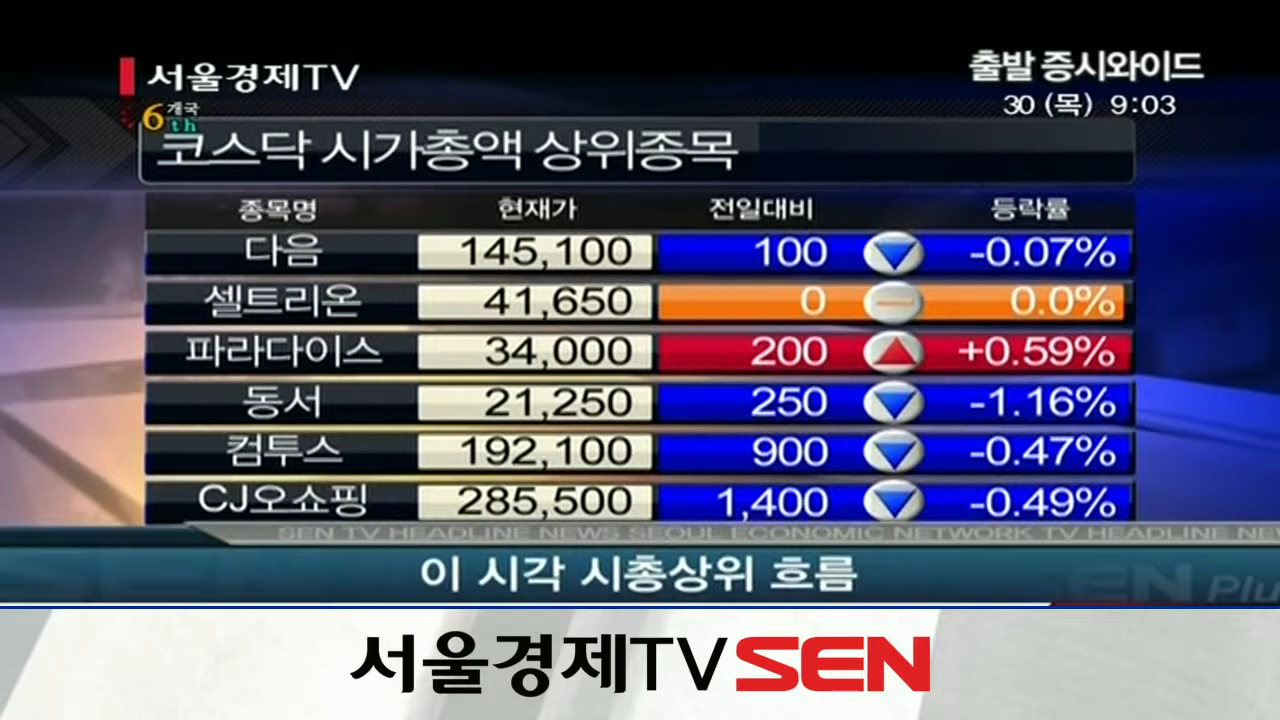 서울경제TV
출발 증시와이드
30 (목) 9:03
6th 개국
코스닥 시가총액 상위종목
종목명 현재가 전일대비 등락률
다음 145,100 100 ▼ -0.07%
셀트리온 41,650 0 − 0.0%
파라다이스 34,000 200 ▲ +0.59%
동서 21,250 250 ▼ -1.16%
컴투스 192,100 900 ▼ -0.47%
CJ오쇼핑 285,500 1,400 ▼ -0.49%
SEN TV HEADLINE NEWS SEOUL ECONOMIC NETWORK TV HEADLINE NE
이 시각 시총상위 흐름
EN Plu
서울경제TV SEN